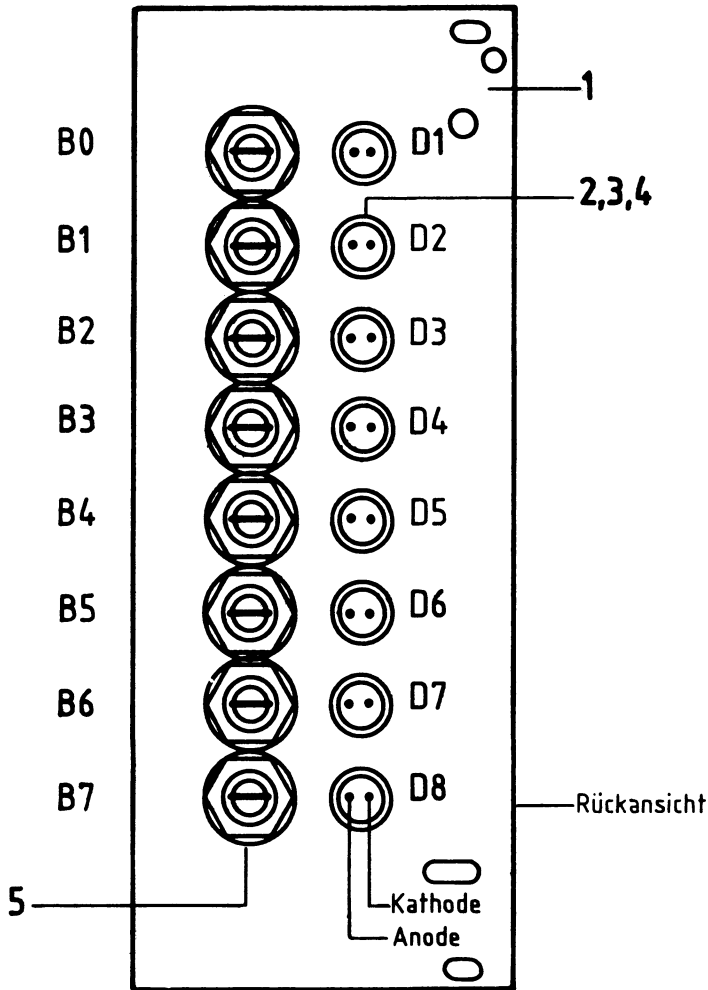 1
B0 D1
2,3,4
B1 D2
B2 D3
B3 D4
B4 D5
B5 D6
B6 D7
B7 D8
Rückansicht
5
Kathode
Anode